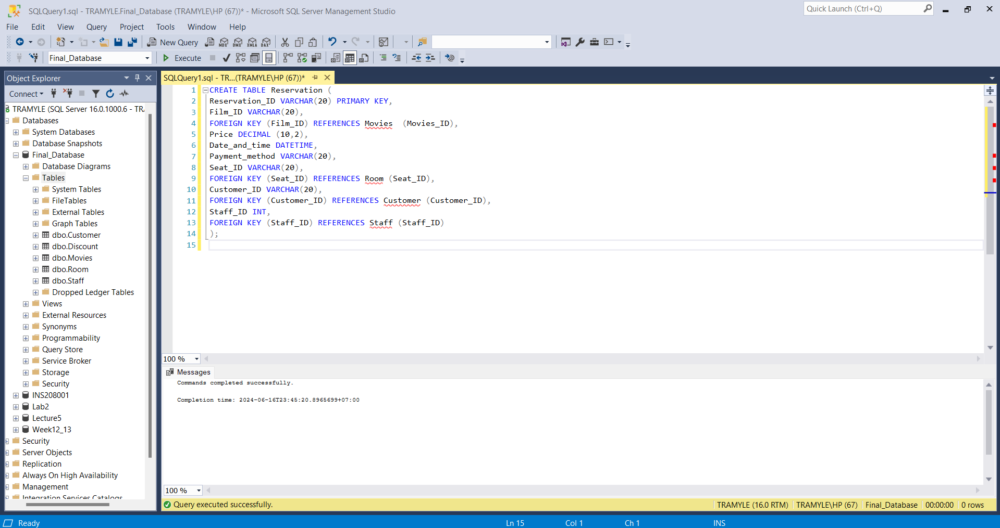 SQLQuery1.sql - TRAMYLE.Final_Database (TRAMYLE\HP (67))* - Microsoft SQL Server Management Studio
Quick Launch (Ctrl+Q)
File Edit View Query Project Tools Window Help
New Query MDX DMX XMLA DAX
Final_Database Execute
Object Explorer
Connect
TRAMYLE (SQL Server 16.0.1000.6 - TRA
Databases
System Databases
Database Snapshots
Final_Database
Database Diagrams
Tables
System Tables
FileTables
External Tables
Graph Tables
dbo.Customer
dbo.Discount
dbo.Movies
dbo.Room
dbo.Staff
Dropped Ledger Tables
Views
External Resources
Synonyms
Programmability
Query Store
Service Broker
Storage
Security
INS208001
Lab2
Lecture5
Week12_13
Security
Server Objects
Replication
Always On High Availability
Management
Integration Services Catalogs
SQLQuery1.sql - TR...(TRAMYLE\HP (67))*
1 CREATE TABLE Reservation (
2 Reservation_ID VARCHAR(20) PRIMARY KEY,
3 Film_ID VARCHAR(20),
4 FOREIGN KEY (Film_ID) REFERENCES Movies  (Movies_ID),
5 Price DECIMAL (10,2),
6 Date_and_time DATETIME,
7 Payment_method VARCHAR(20),
8 Seat_ID VARCHAR(20),
9 FOREIGN KEY (Seat_ID) REFERENCES Room (Seat_ID),
10 Customer_ID VARCHAR(20),
11 FOREIGN KEY (Customer_ID) REFERENCES Customer (Customer_ID),
12 Staff_ID INT,
13 FOREIGN KEY (Staff_ID) REFERENCES Staff (Staff_ID)
14 );
15
100 %
Messages
Commands completed successfully.
Completion time: 2024-06-16T23:45:20.8965699+07:00
100 %
Query executed successfully. TRAMYLE (16.0 RTM) TRAMYLE\HP (67) Final_Database 00:00:00 0 rows
Ready Ln 15 Col 1 Ch 1 INS